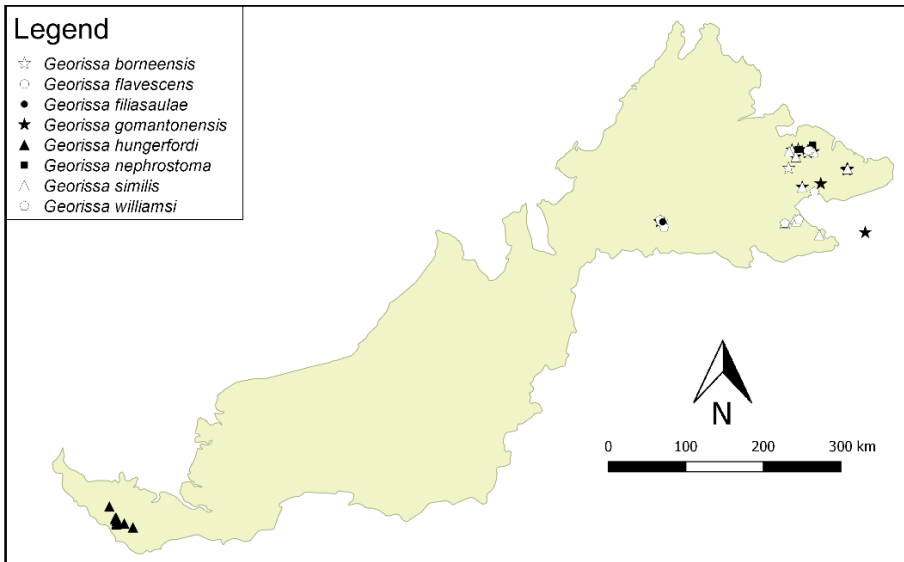 Legend
Georissa borneensis
Georissa flavescens
Georissa filiasaulae
Georissa gomantonensis
Georissa hungerfordi
Georissa nephrostoma
Georissa similis
Georissa williamsi
N
0 100 200 300 km